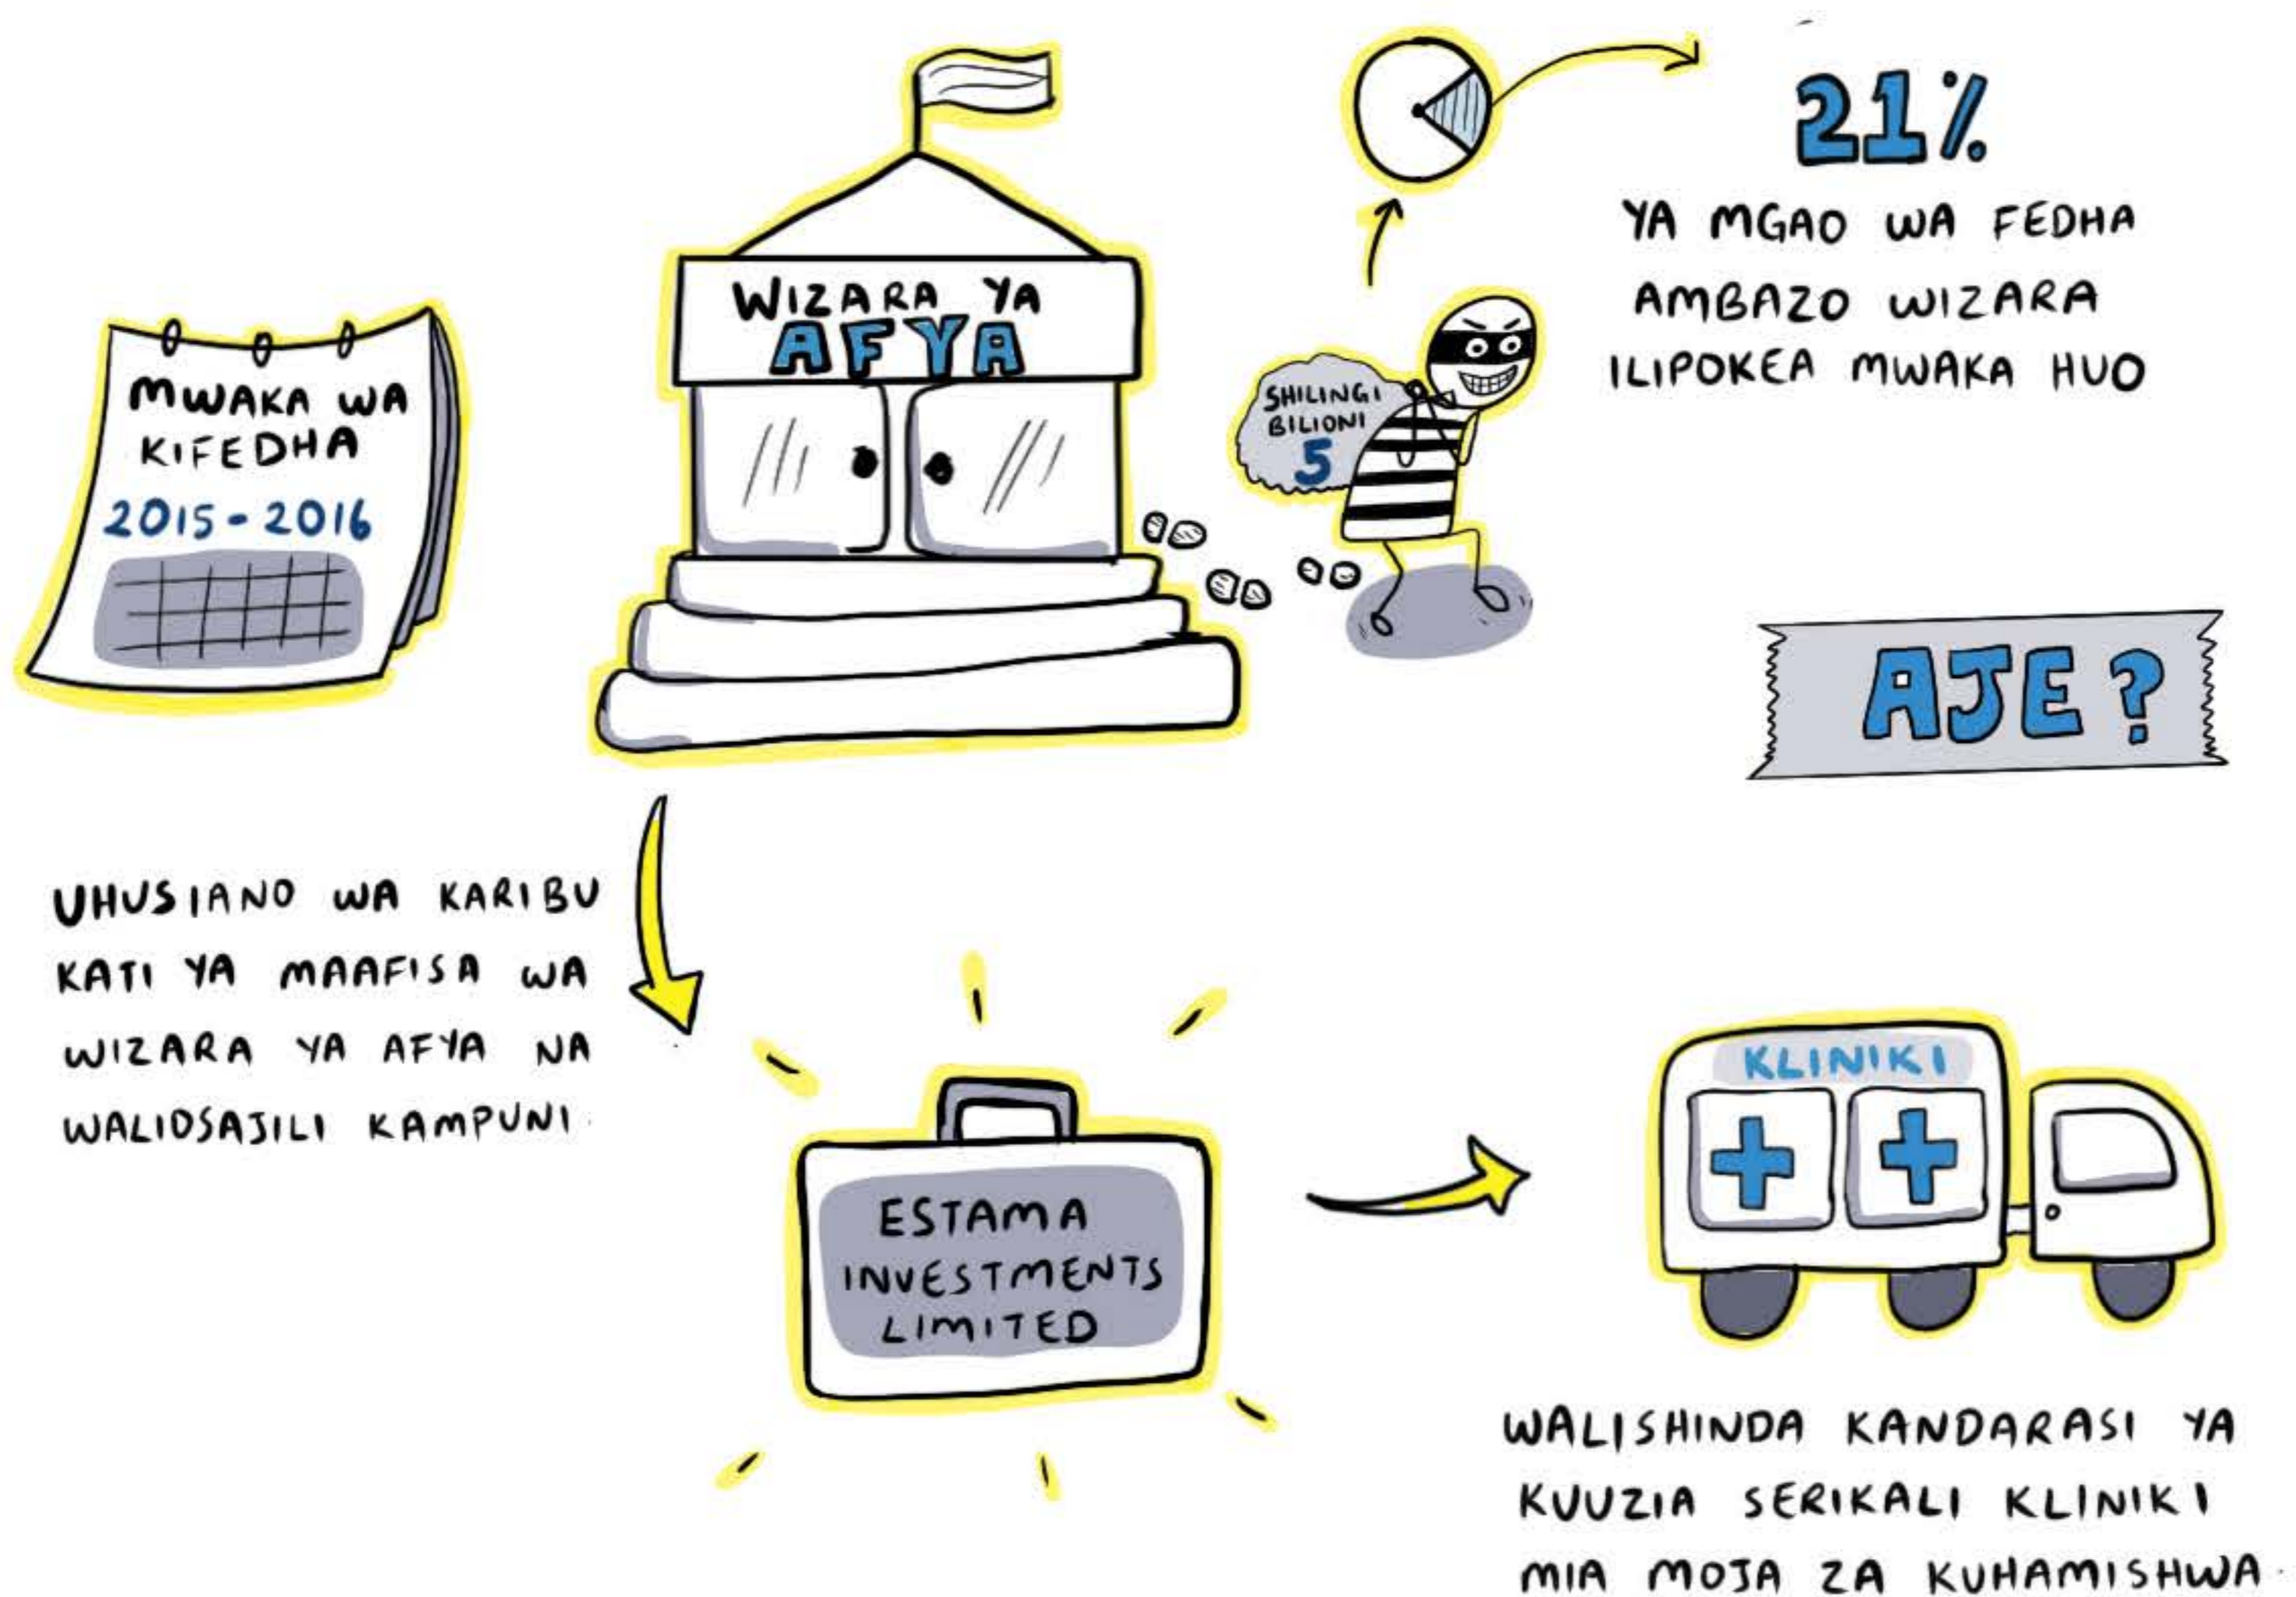 MWAKA WA
KIFEDHA
2015-2016
WIZARA YA
AFYA
SHILINGI
BILIONI
5
21%
YA MGAO WA FEDHA
AMBAZO WIZARA
ILIPOKEA MWAKA HUO
AJE?
UHUSIANO WA KARIBU
KATI YA MAAFISA WA
WIZARA YA AFYA NA
WALIOSAJILI KAMPUNI.
ESTAMA
INVESTMENTS
LIMITED
KLINIKI
WALISHINDA KANDARASI YA
KUUZIA SERIKALI KLINIKI
MIA MOJA ZA KUHAMISHWA.